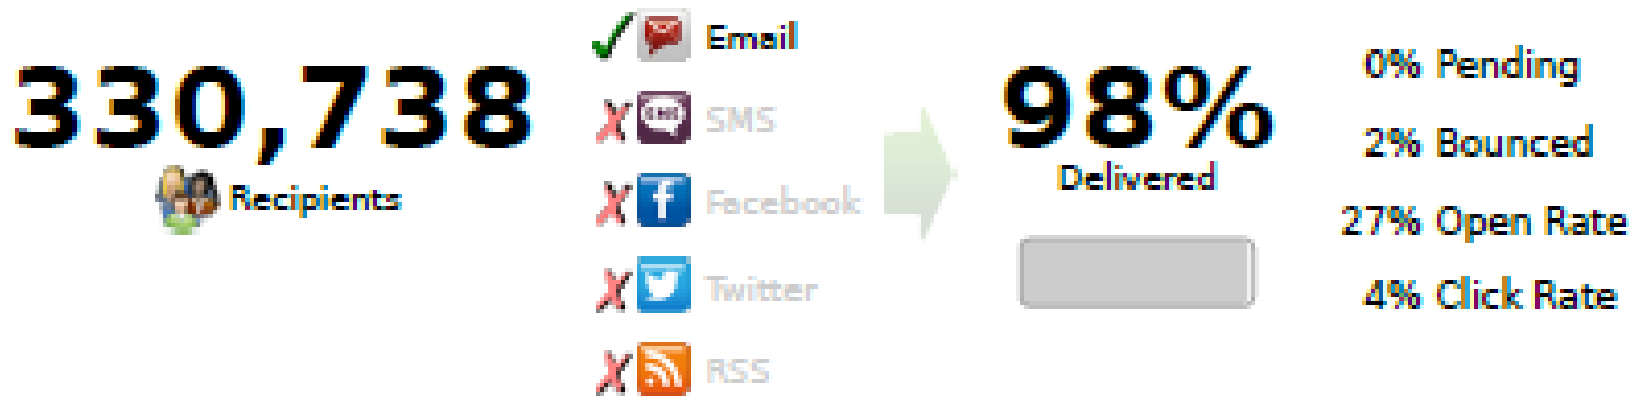 330,738
Recipients
Email
SMS
Facebook
Twitter
RSS
98%
Delivered
0% Pending
2% Bounced
27% Open Rate
4% Click Rate